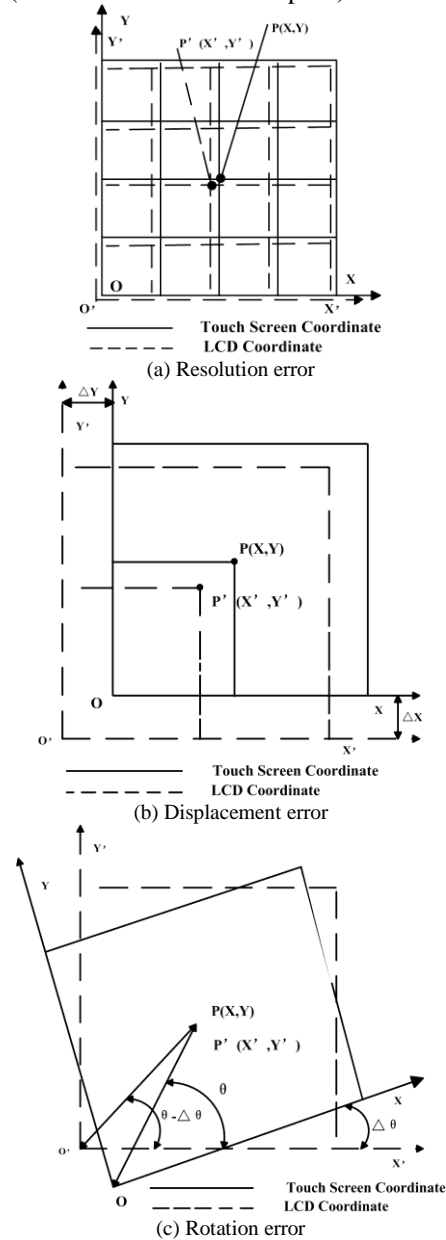 Y
Y'
P'(X',Y')
P(X,Y)
O
X
O'
X'
Touch Screen Coordinate
LCD Coordinate
(a) Resolution error
△Y
Y
Y'
P(X,Y)
P'(X',Y')
O
X
△X
O'
X'
Touch Screen Coordinate
LCD Coordinate
(b) Displacement error
Y'
Y
P(X,Y)
P'(X',Y')
θ
θ-△θ
△θ
X
O'
X'
O
Touch Screen Coordinate
LCD Coordinate
(c) Rotation error